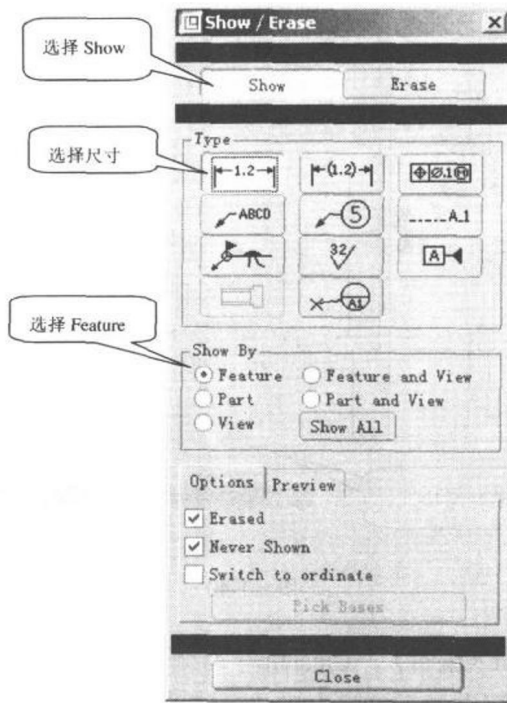 Show / Erase
选择 Show
Show
Erase
Type
选择尺寸
1.2
(1.2)
Ø.1Ⓜ
ABCD
5
A_1
32
A
A1
选择 Feature
Show By
Feature
Feature and View
Part
Part and View
View
Show All
Options
Preview
Erased
Never Shown
Switch to ordinate
Pick Bases
Close